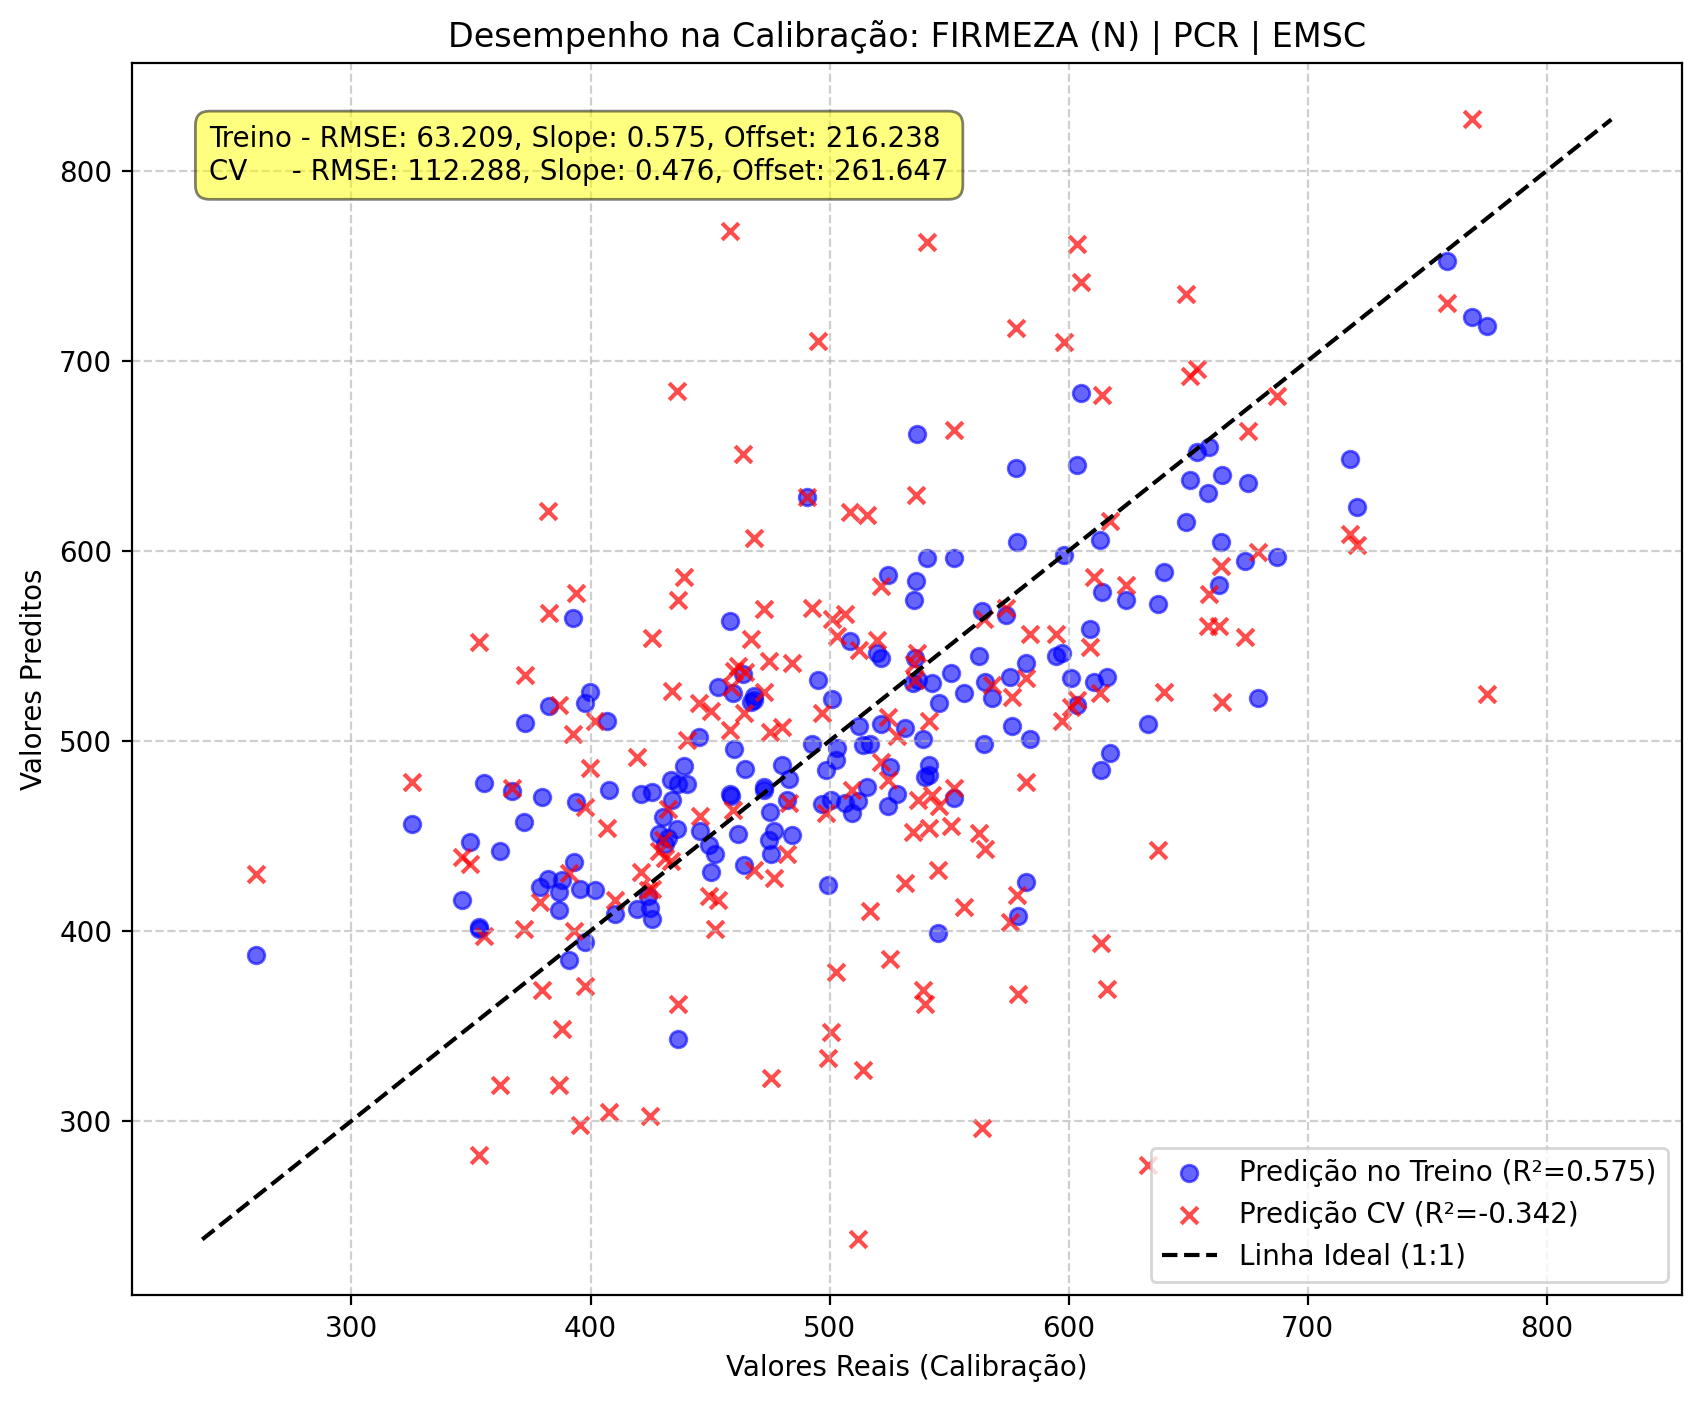 Desempenho na Calibração: FIRMEZA (N) | PCR | EMSC
Treino - RMSE: 63.209, Slope: 0.575, Offset: 216.238
CV - RMSE: 112.288, Slope: 0.476, Offset: 261.647
800
700
600
500
400
300
Valores Preditos
Predição no Treino (R²=0.575)
Predição CV (R²=-0.342)
Linha Ideal (1:1)
300 400 500 600 700 800
Valores Reais (Calibração)